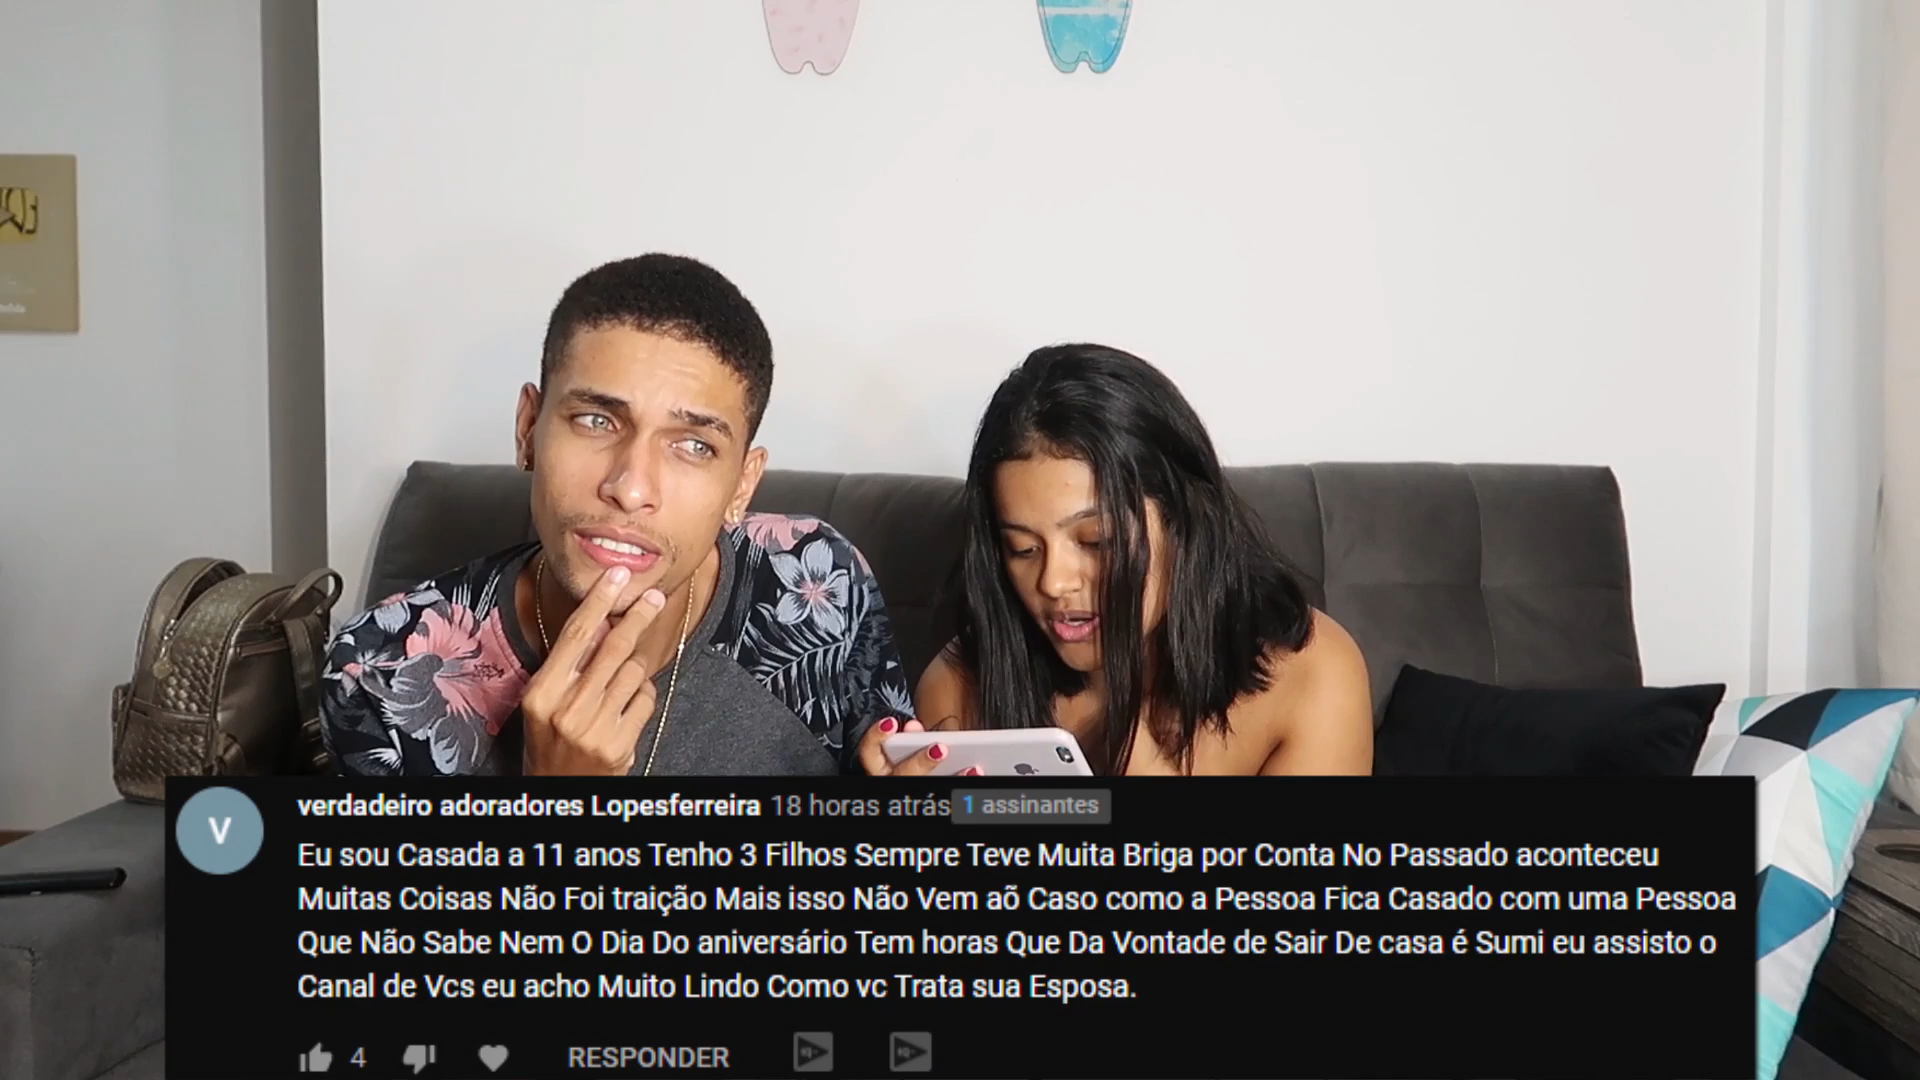 V
verdadeiro adoradores Lopesferreira 18 horas atrás 1 assinantes
Eu sou Casada a 11 anos Tenho 3 Filhos Sempre Teve Muita Briga por Conta No Passado aconteceu
Muitas Coisas Não Foi traição Mais isso Não Vem aõ Caso como a Pessoa Fica Casado com uma Pessoa
Que Não Sabe Nem O Dia Do aniversário Tem horas Que Da Vontade de Sair De casa é Sumi eu assisto o
Canal de Vcs eu acho Muito Lindo Como vc Trata sua Esposa.
4 RESPONDER